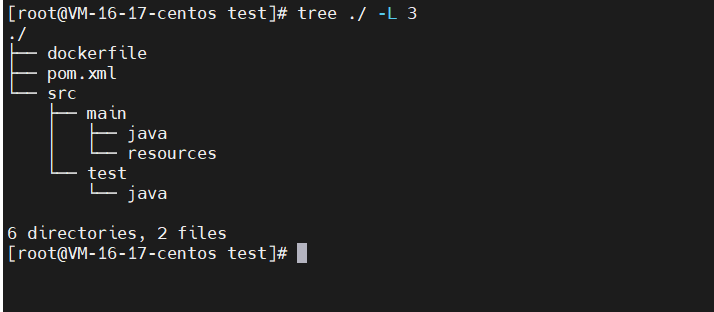 [root@VM-16-17-centos test]# tree ./ -L 3
./
├── dockerfile
├── pom.xml
└── src
    ├── main
    │   ├── java
    │   └── resources
    └── test
        └── java

6 directories, 2 files
[root@VM-16-17-centos test]#